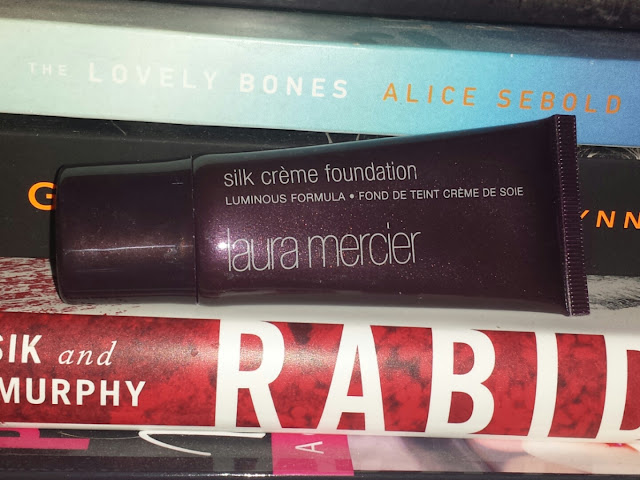 THE LOVELY BONES ALICE SEBOLD
G
YNN
silk crème foundation
LUMINOUS FORMULA • FOND DE TEINT CRÈME DE SOIE
laura mercier
SIK and
MURPHY
RABID
A